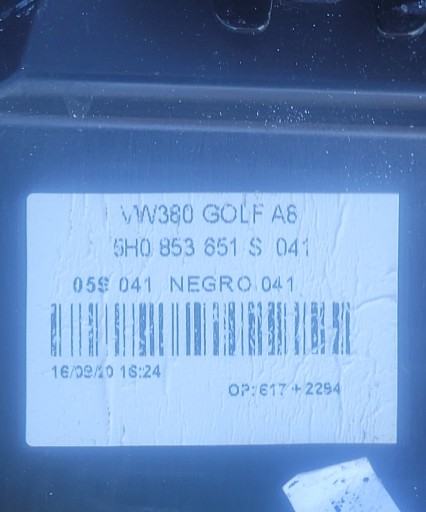 VW380 GOLF A8
5H0 853 651 S 041
05S 041 NEGRO 041
16/09/20 16:24
OP: 617 + 2294